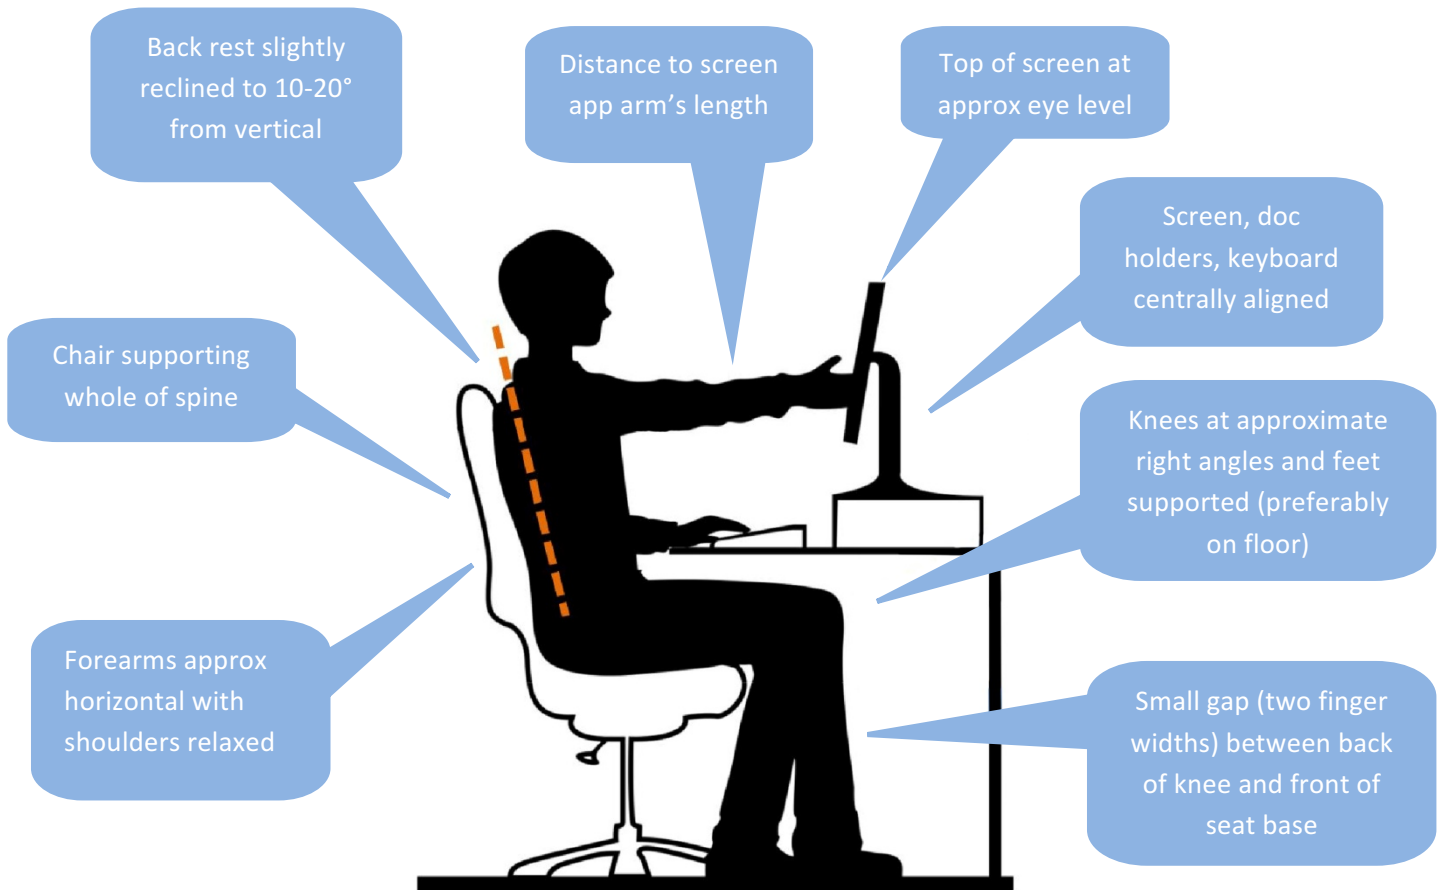 Back rest slightly
reclined to 10-20°
from vertical
Distance to screen
app arm’s length
Top of screen at
approx eye level
Screen, doc
holders, keyboard
centrally aligned
Chair supporting
whole of spine
Knees at approximate
right angles and feet
supported (preferably
on floor)
Forearms approx
horizontal with
shoulders relaxed
Small gap (two finger
widths) between back
of knee and front of
seat base